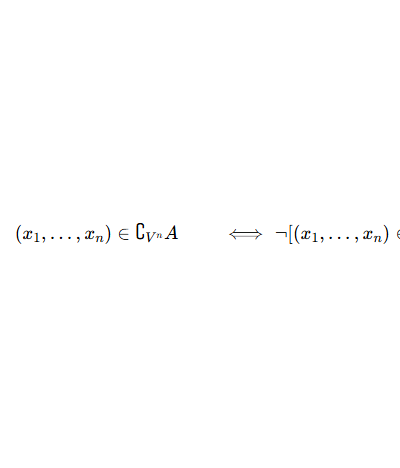 (x₁, …, xₙ) ∈ ∁_{Vⁿ} A ⟺ ¬[(x₁, …, xₙ) ∈